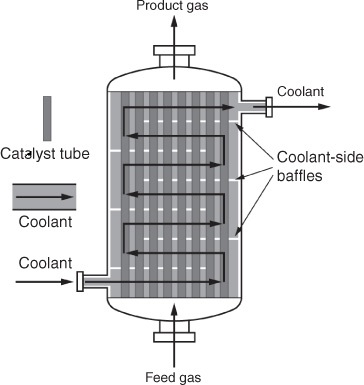 Product gas
Coolant
Catalyst tube
Coolant-side
baffles
Coolant
Coolant
Feed gas